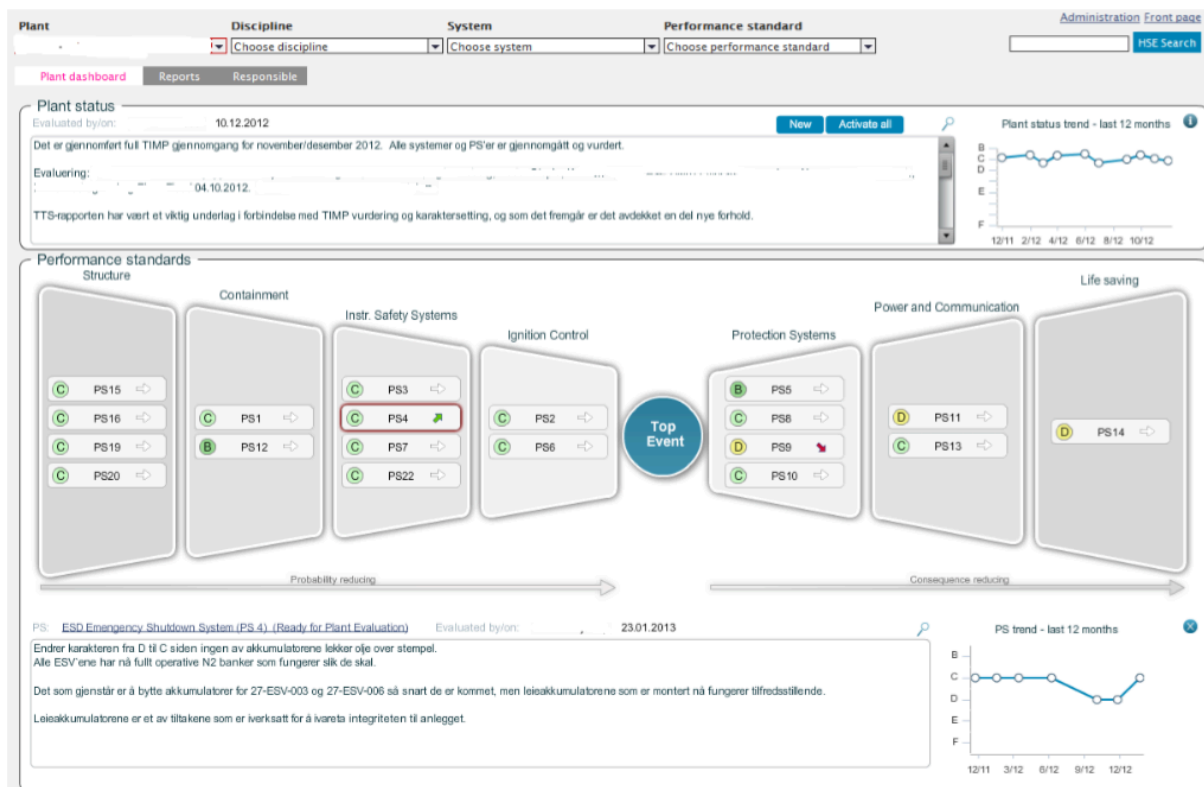 Plant Discipline System Performance standard
Administration Front page
Choose discipline Choose system Choose performance standard
HSE Search
Plant dashboard Reports Responsible
Plant status
Evaluated by/on: 10.12.2012 New Activate all
Det er gjennomført full TIMP gjennomgang for november/desember 2012. Alle systemer og PS'er er gjennomgått og vurdert.
Evaluering:
04.10.2012.
TTS-rapporten har vært et viktig underlag i forbindelse med TIMP vurdering og karaktersetting, og som det fremgår er det avdekket en del nye forhold.
Plant status trend - last 12 months
B
C
D
E
F
12/11 2/12 4/12 6/12 8/12 10/12
Performance standards
Structure
C PS15
C PS16
C PS19
C PS20
Containment
C PS1
B PS12
Instr. Safety Systems
C PS3
C PS4
C PS7
C PS22
Ignition Control
C PS2
C PS6
Top
Event
Protection Systems
B PS5
C PS8
D PS9
C PS10
Power and Communication
D PS11
C PS13
Life saving
D PS14
Probability reducing
Consequence reducing
PS: ESD Emengency Shutdown System (PS 4) (Ready for Plant Evaluation) Evaluated by/on: 23.01.2013
Endrer karakteren fra D til C siden ingen av akkumulatorene lekker olje over stempel.
Alle ESV'ene har nå fullt operative N2 banker som fungerer slik de skal.
Det som gjenstår er å bytte akkumulatorer for 27-ESV-003 og 27-ESV-006 så snart de er kommet, men leieakkumulatorene som er montert nå fungerer tilfredsstillende.
Leieakkumulatorene er et av tiltakene som er iverksatt for å ivareta integriteten til anlegget.
PS trend - last 12 months
B
C
D
E
F
12/11 3/12 6/12 9/12 12/12